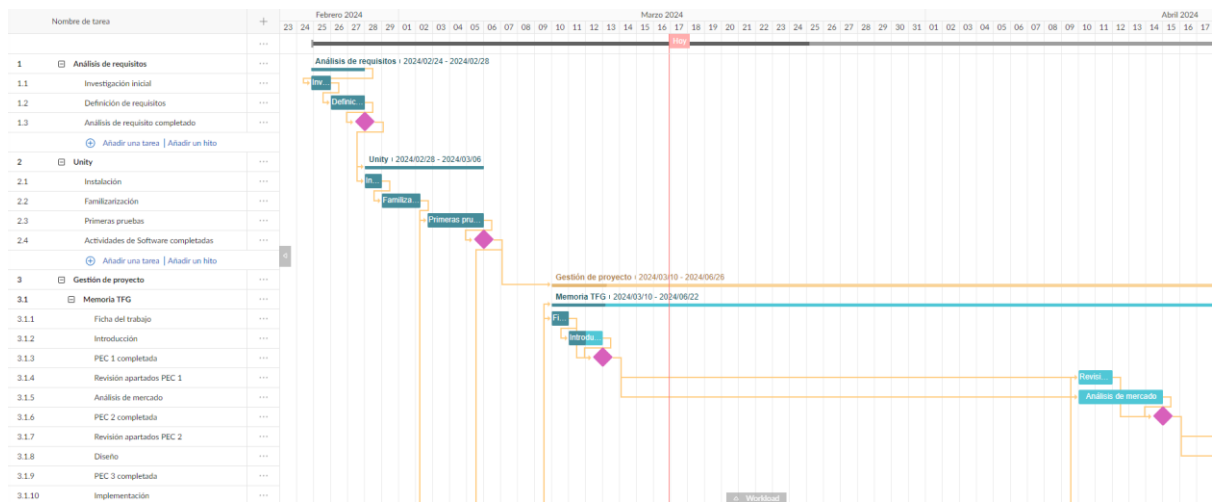 Nombre de tarea +
Febrero 2024 Marzo 2024 Abril 2024
23 24 25 26 27 28 29 01 02 03 04 05 06 07 08 09 10 11 12 13 14 15 16 17 18 19 20 21 22 23 24 25 26 27 28 29 30 31 01 02 03 04 05 06 07 08 09 10 11 12 13 14 15 16 17
Hoy
1 Análisis de requisitos Análisis de requisitos 2024/02/24 - 2024/02/28
1.1 Investigación inicial Inv...
1.2 Definición de requisitos Definic...
1.3 Análisis de requisito completado
Añadir una tarea | Añadir un hito
2 Unity Unity 2024/02/28 - 2024/03/06
2.1 Instalación In...
2.2 Familizarización Familiza...
2.3 Primeras pruebas Primeras pru...
2.4 Actividades de Software completadas
Añadir una tarea | Añadir un hito
3 Gestión de proyecto Gestión de proyecto 2024/03/10 - 2024/06/26
3.1 Memoria TFG Memoria TFG 2024/03/10 - 2024/06/22
3.1.1 Ficha del trabajo Fi...
3.1.2 Introducción Introdu...
3.1.3 PEC 1 completada
3.1.4 Revisión apartados PEC 1 Revisi...
3.1.5 Análisis de mercado Análisis de mercado
3.1.6 PEC 2 completada
3.1.7 Revisión apartados PEC 2
3.1.8 Diseño
3.1.9 PEC 3 completada
3.1.10 Implementación
Workload